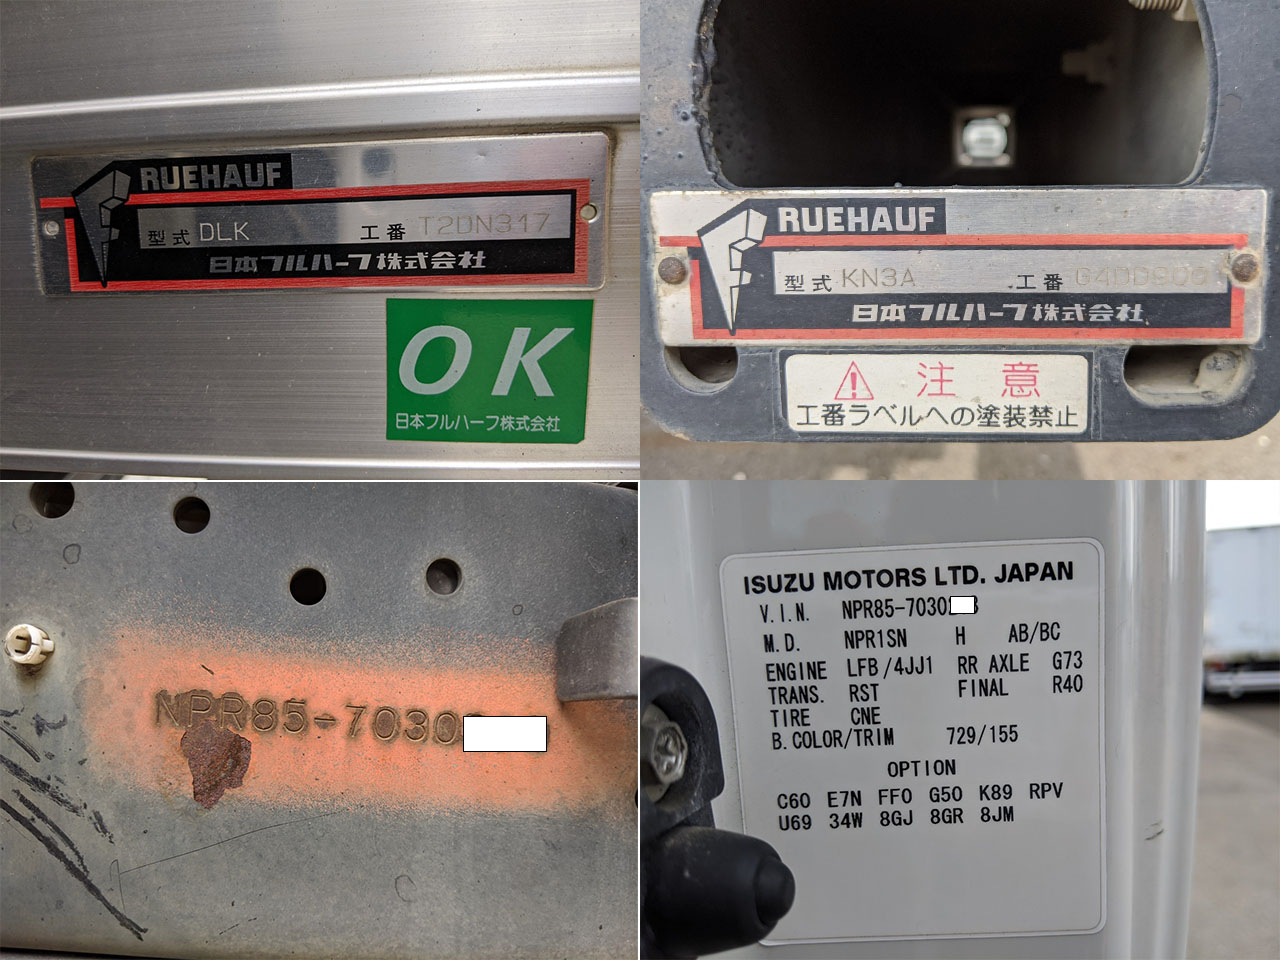 FRUEHAUF
型式 DLK 工番 T2DN317
日本フルハーフ株式会社
OK
日本フルハーフ株式会社
FRUEHAUF
型式 KN3A 工番
日本フルハーフ株式会社
注意
工番ラベルへの塗装禁止
NPR85-7030
ISUZU MOTORS LTD. JAPAN
V.I.N. NPR85-7030
M.D. NPR1SN H AB/BC
ENGINE LFB/4JJ1 RR AXLE G73
TRANS. RST FINAL R40
TIRE CNE
B.COLOR/TRIM 729/155
OPTION
C60 E7N FF0 G50 K89 RPV
U69 34W 8GJ 8GR 8JM